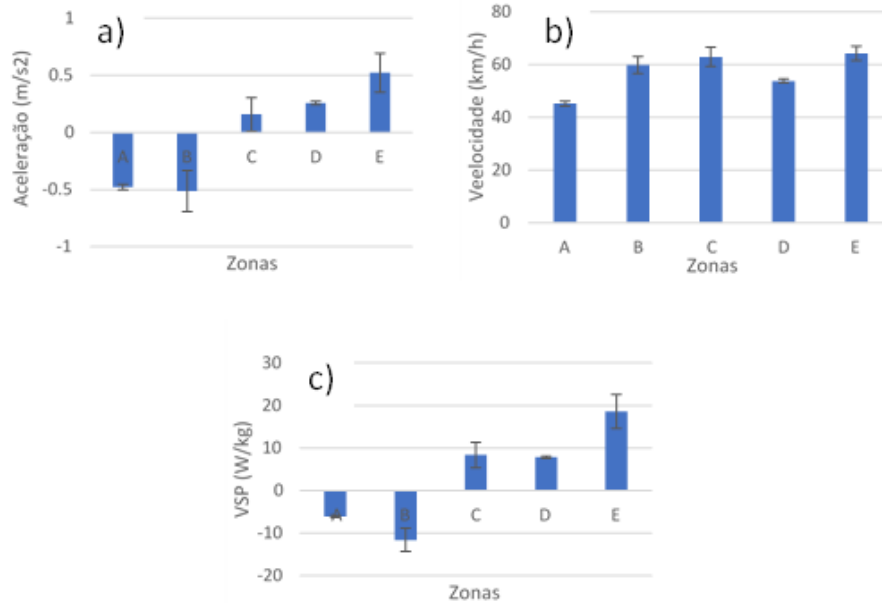 a)
Aceleração (m/s2)
1
0.5
0
-0.5
-1
A B C D E
Zonas
b)
Veelocidade (km/h)
80
60
40
20
0
A B C D E
Zonas
c)
VSP (W/kg)
30
20
10
0
-10
-20
A B C D E
Zonas